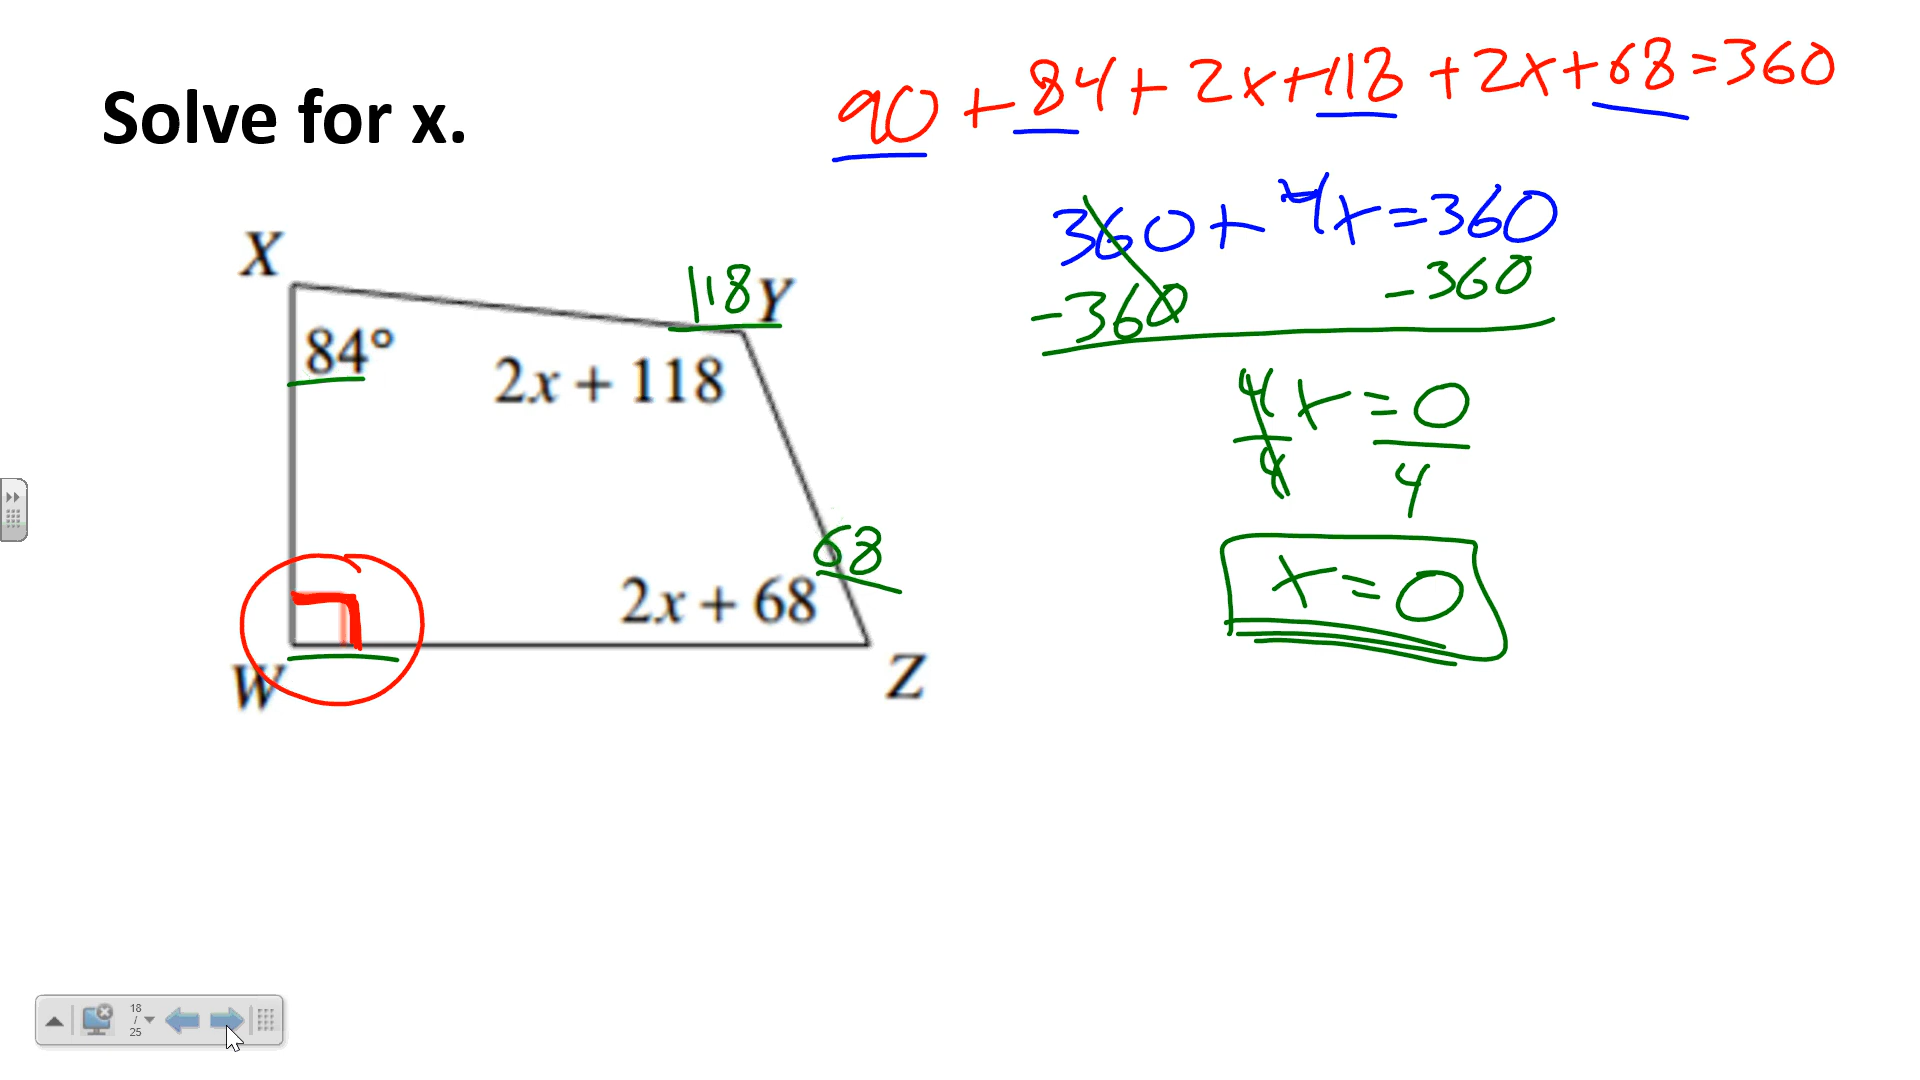 Solve for x.
90 + 84 + 2x + 118 + 2x + 68 = 360
360 + 4x = 360
- 360 - 360
4x = 0
4 4
x = 0
X
118 Y
84°
2x + 118
68
2x + 68
W
Z
18
/
25